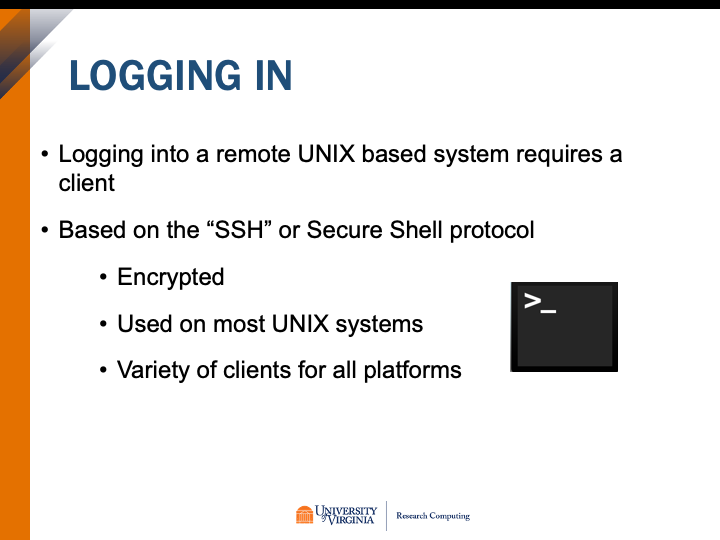 LOGGING IN
• Logging into a remote UNIX based system requires a
client
• Based on the “SSH” or Secure Shell protocol
• Encrypted
• Used on most UNIX systems
• Variety of clients for all platforms
>_
UNIVERSITY
of VIRGINIA
Research Computing